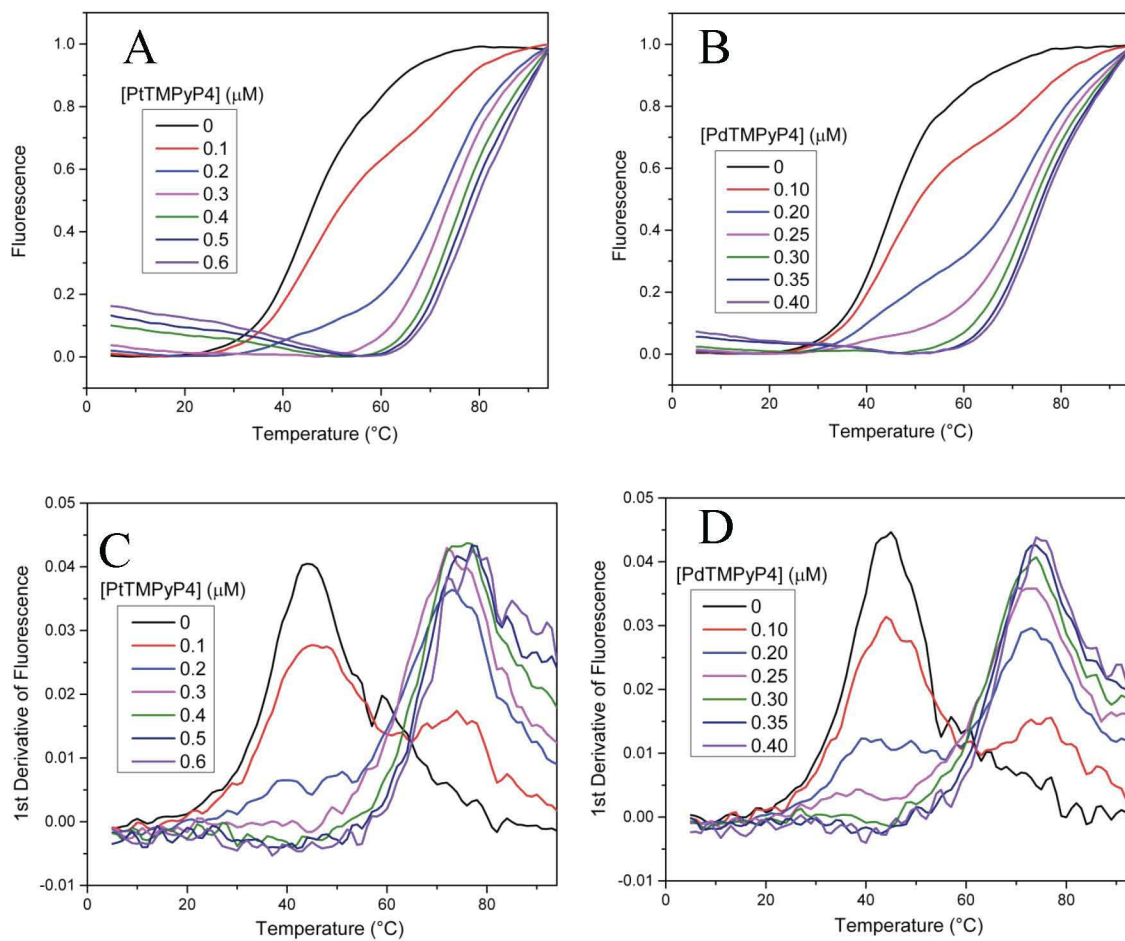 A
[PtTMPyP4] (μM)
0
0.1
0.2
0.3
0.4
0.5
0.6
1.0
0.8
0.6
0.4
0.2
0.0
Fluorescence
0 20 40 60 80
Temperature (°C)
B
[PdTMPyP4] (μM)
0
0.10
0.20
0.25
0.30
0.35
0.40
1.0
0.8
0.6
0.4
0.2
0.0
Fluorescence
0 20 40 60 80
Temperature (°C)
C
[PtTMPyP4] (μM)
0
0.1
0.2
0.3
0.4
0.5
0.6
0.05
0.04
0.03
0.02
0.01
0.00
-0.01
1st Derivative of Fluorescence
0 20 40 60 80
Temperature (°C)
D
[PdTMPyP4] (μM)
0
0.10
0.20
0.25
0.30
0.35
0.40
0.05
0.04
0.03
0.02
0.01
0.00
-0.01
1st Derivative of Fluorescence
0 20 40 60 80
Temperature (°C)